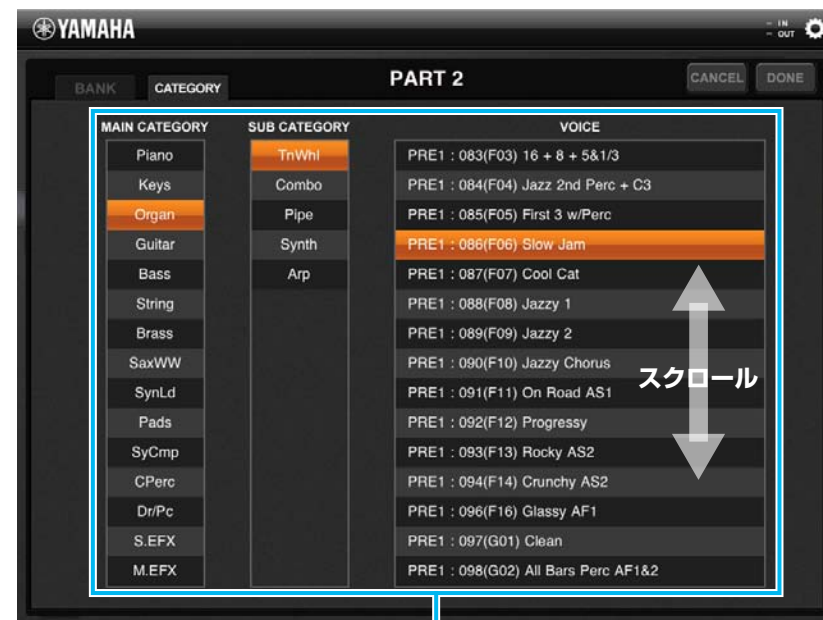 YAMAHA
IN
OUT
BANK CATEGORY PART 2 CANCEL DONE
MAIN CATEGORY SUB CATEGORY VOICE
Piano TnWhl PRE1 : 083(F03) 16 + 8 + 5&1/3
Keys Combo PRE1 : 084(F04) Jazz 2nd Perc + C3
Organ Pipe PRE1 : 085(F05) First 3 w/Perc
Guitar Synth PRE1 : 086(F06) Slow Jam
Bass Arp PRE1 : 087(F07) Cool Cat
String PRE1 : 088(F08) Jazzy 1
Brass PRE1 : 089(F09) Jazzy 2
SaxWW PRE1 : 090(F10) Jazzy Chorus
スクロール
SynLd PRE1 : 091(F11) On Road AS1
Pads PRE1 : 092(F12) Progressy
SyCmp PRE1 : 093(F13) Rocky AS2
CPerc PRE1 : 094(F14) Crunchy AS2
Dr/Pc PRE1 : 096(F16) Glassy AF1
S.EFX PRE1 : 097(G01) Clean
M.EFX PRE1 : 098(G02) All Bars Perc AF1&2